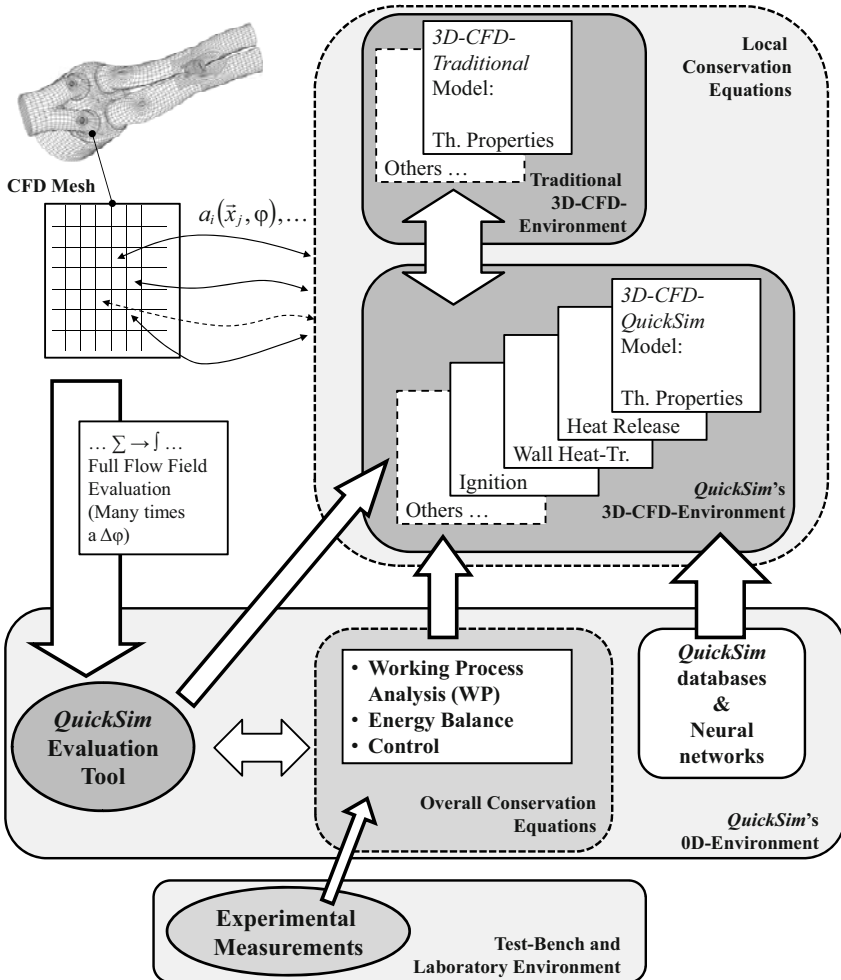 3D-CFD-
Traditional
Model:
Th. Properties
Others ...
Traditional
3D-CFD-
Environment
Local
Conservation
Equations
CFD Mesh
a_i(x⃗_j, φ),...
3D-CFD-
QuickSim
Model:
Th. Properties
Heat Release
Wall Heat-Tr.
Ignition
Others ...
QuickSim's
3D-CFD-Environment
... ∑ → ∫ ...
Full Flow Field
Evaluation
(Many times
a Δφ)
QuickSim
Evaluation
Tool
• Working Process
Analysis (WP)
• Energy Balance
• Control
Overall Conservation
Equations
QuickSim
databases
&
Neural
networks
QuickSim's
0D-Environment
Experimental
Measurements
Test-Bench and
Laboratory Environment